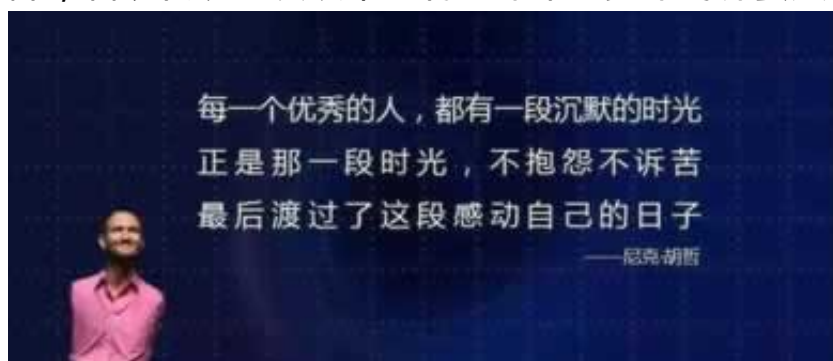 每一个优秀的人，都有一段沉默的时光
正是那一段时光，不抱怨不诉苦
最后渡过了这段感动自己的日子
——尼克·胡哲